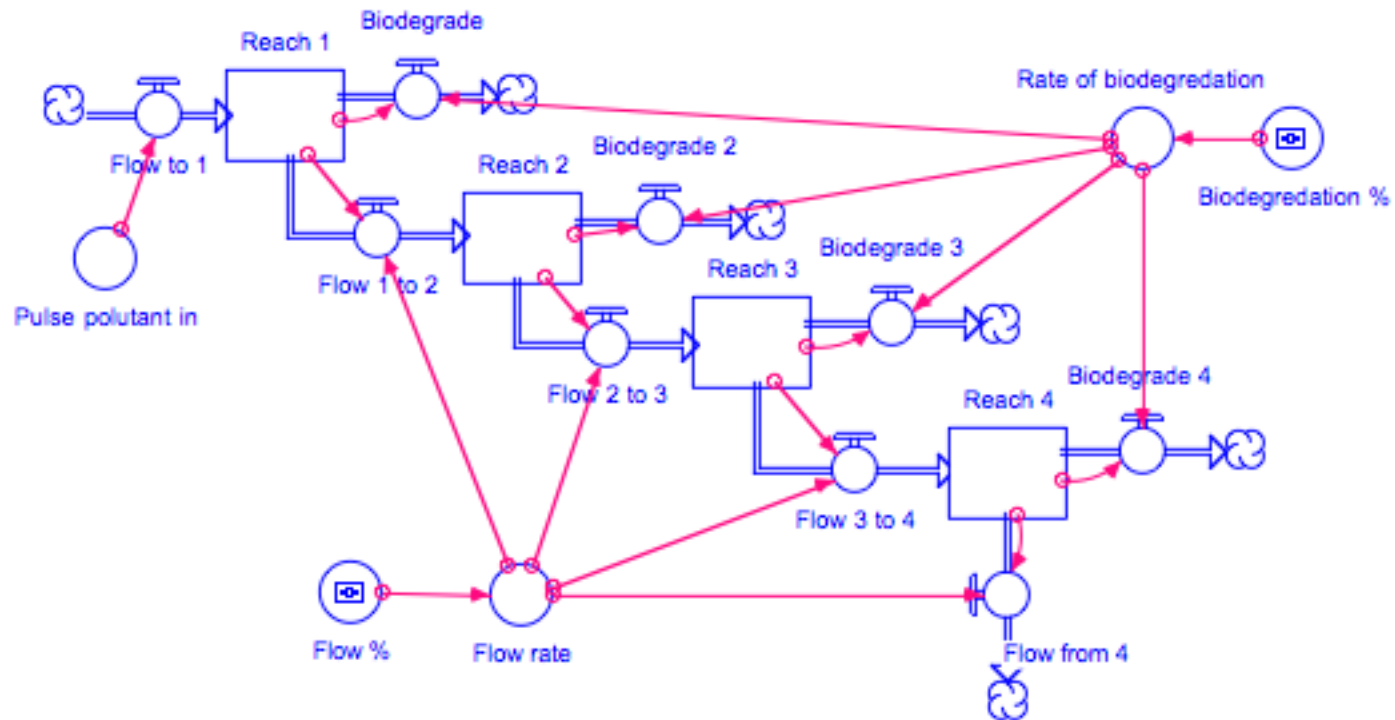 Biodegrade
Reach 1
Rate of biodegredation
Flow to 1
Reach 2
Biodegrade 2
Biodegredation %
Pulse polutant in
Flow 1 to 2
Reach 3
Biodegrade 3
Flow 2 to 3
Reach 4
Biodegrade 4
Flow 3 to 4
Flow %
Flow rate
Flow from 4